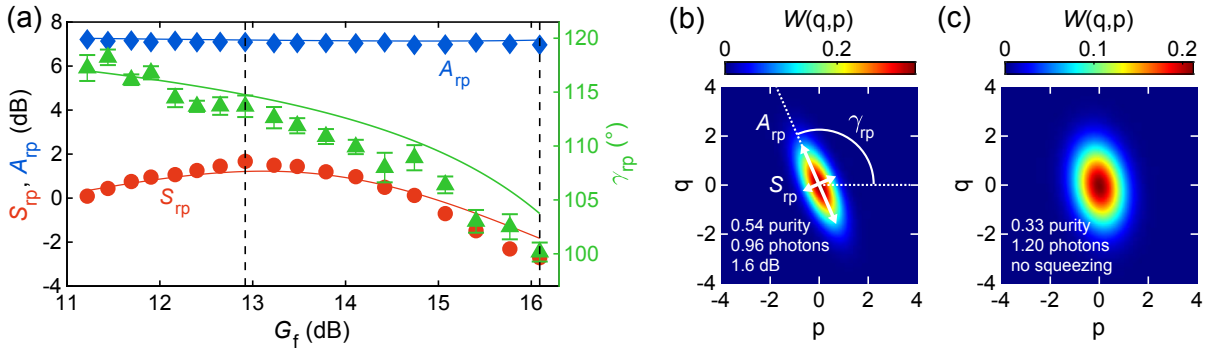 (a)
8
6
4
2
0
-2
-4
S_rp, A_rp (dB)
A_rp
S_rp
120
115
110
105
100
γ_rp (°)
11 12 13 14 15 16
G_f (dB)
(b)
W(q,p)
0 0.2
4
2
0
-2
-4
q
A_rp
γ_rp
S_rp
0.54 purity
0.96 photons
1.6 dB
-4 -2 0 2 4
p
(c)
W(q,p)
0 0.1 0.2
4
2
0
-2
-4
q
0.33 purity
1.20 photons
no squeezing
-4 -2 0 2 4
p